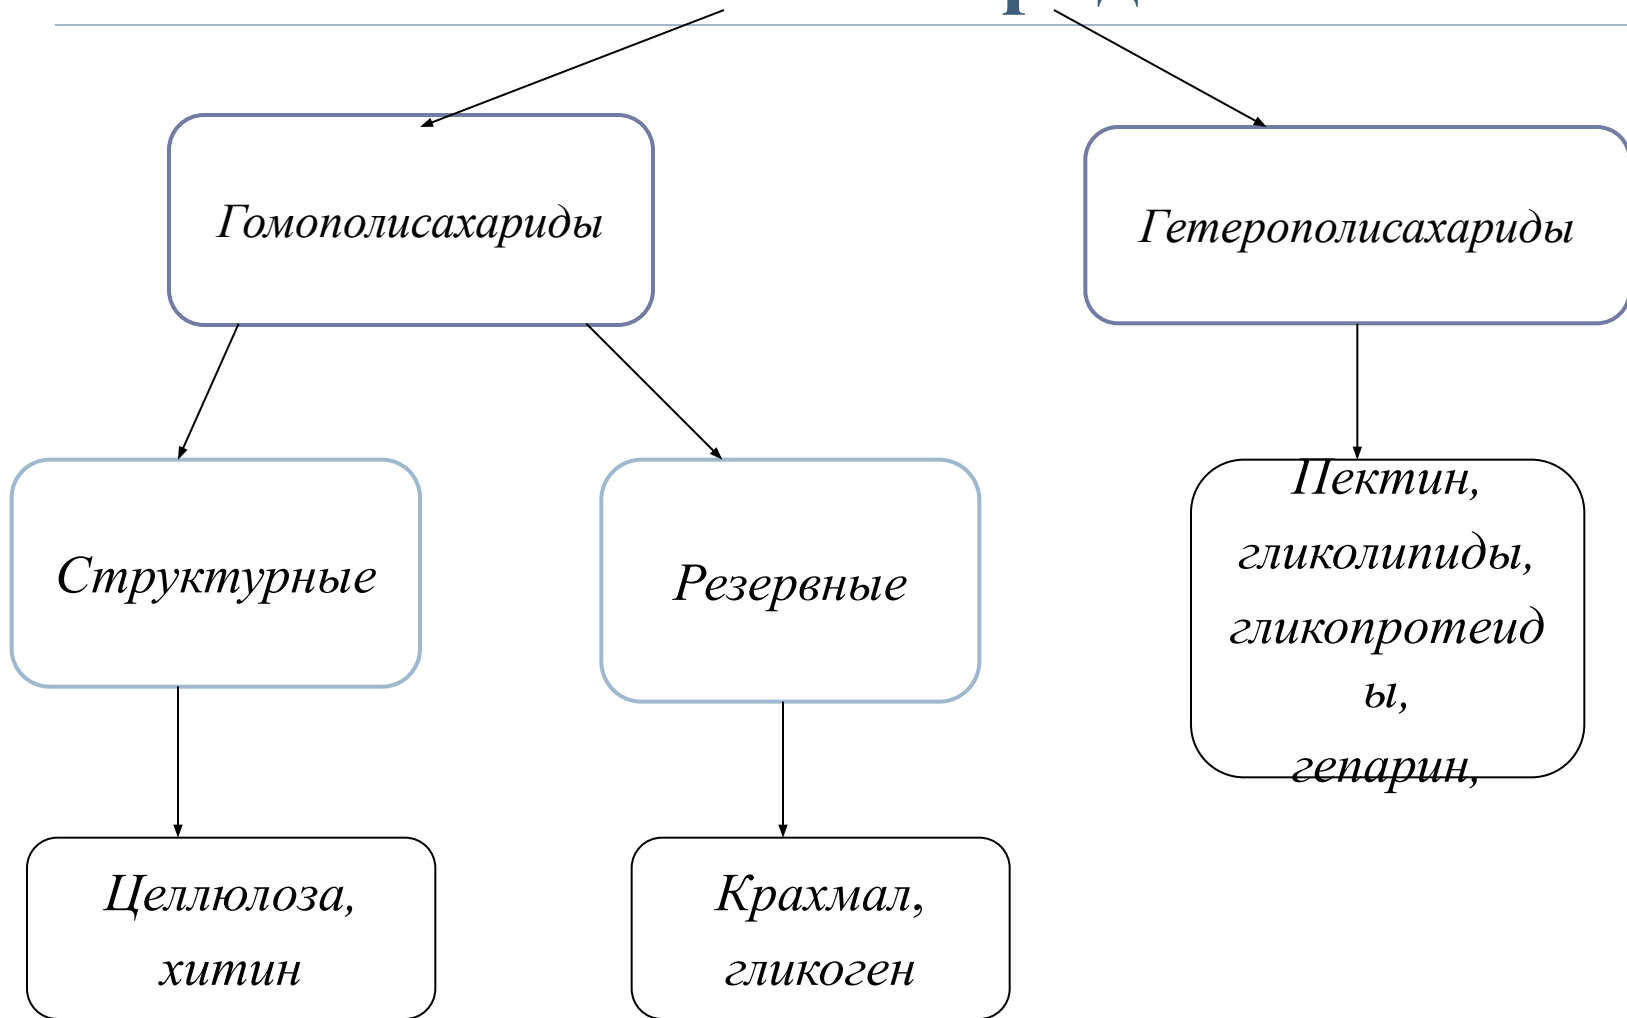 Гомополисахариды
Гетерополисахариды
Структурные
Резервные
Пектин,
гликолипиды,
гликопротеид
ы,
гепарин,
Целлюлоза,
хитин
Крахмал,
гликоген